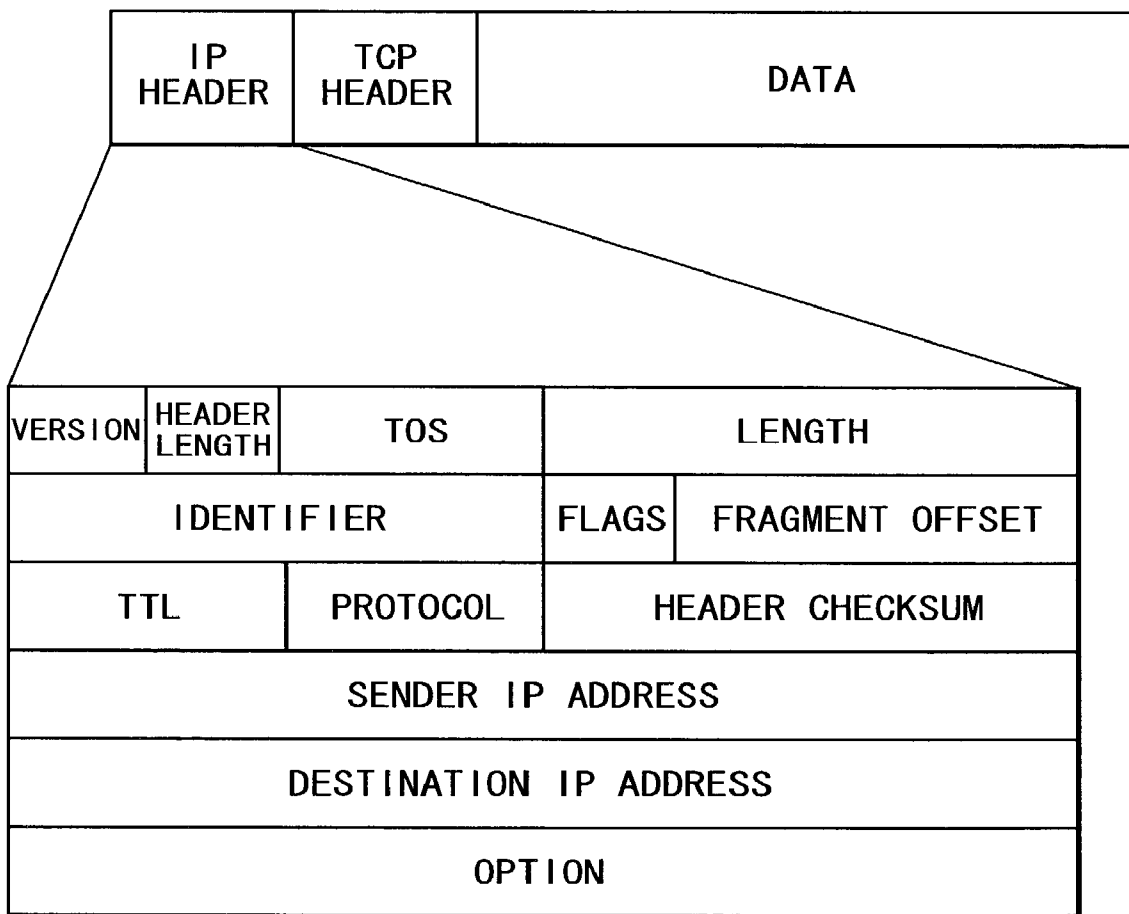 IP HEADER
TCP HEADER
DATA
VERSION
HEADER LENGTH
TOS
LENGTH
IDENTIFIER
FLAGS
FRAGMENT OFFSET
TTL
PROTOCOL
HEADER CHECKSUM
SENDER IP ADDRESS
DESTINATION IP ADDRESS
OPTION